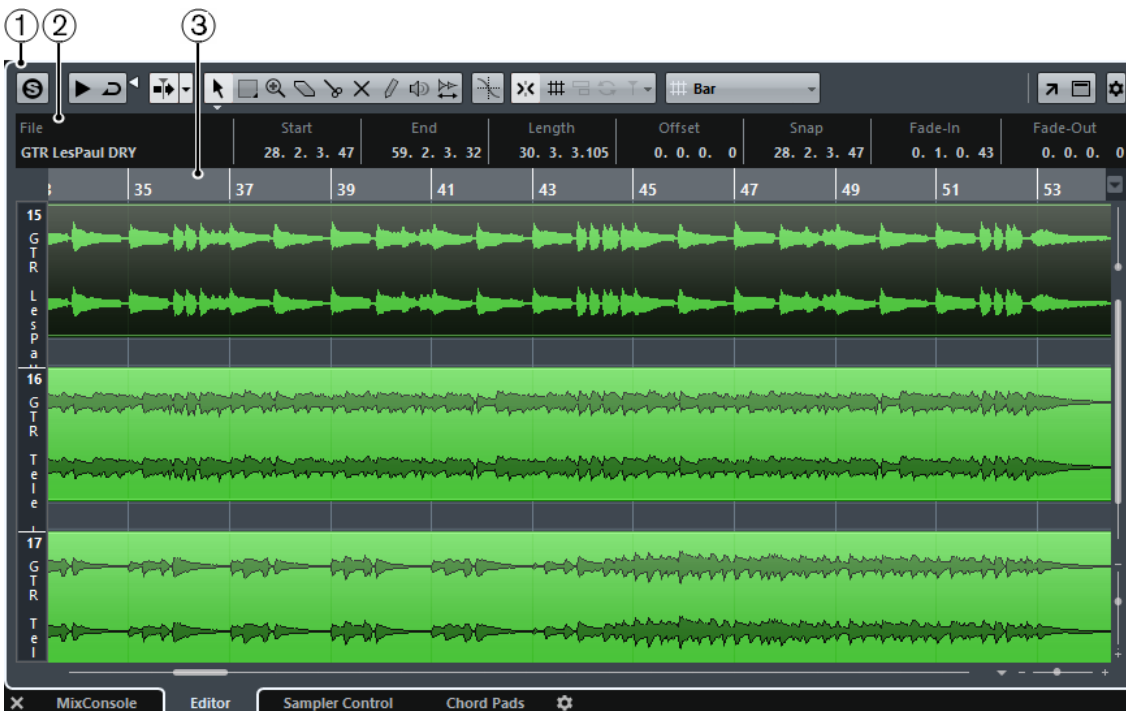 1 2 3
Bar
File Start End Length Offset Snap Fade-In Fade-Out
GTR LesPaul DRY 28. 2. 3. 47 59. 2. 3. 32 30. 3. 3.105 0. 0. 0. 0 28. 2. 3. 47 0. 1. 0. 43 0. 0. 0. 0
35 37 39 41 43 45 47 49 51 53
15
GTR LesPa
16
GTR Tele
17
GTR Tel
MixConsole Editor Sampler Control Chord Pads